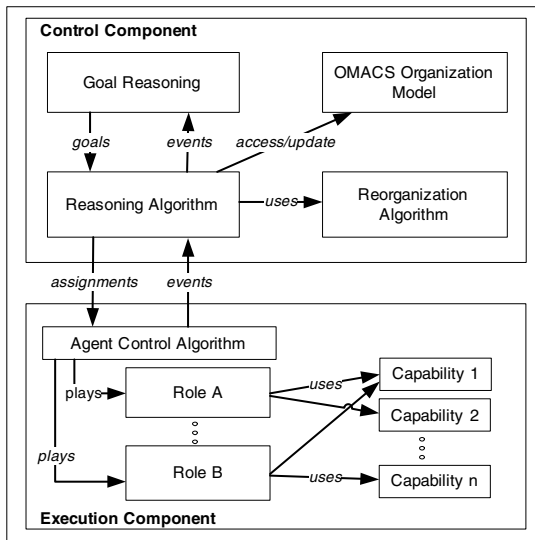 Control Component
Goal Reasoning
OMACS Organization
Model
goals
events
access/update
Reasoning Algorithm
uses
Reorganization
Algorithm
assignments
events
Agent Control Algorithm
plays
Role A
uses
Capability 1
Capability 2
plays
Role B
uses
Capability n
Execution Component